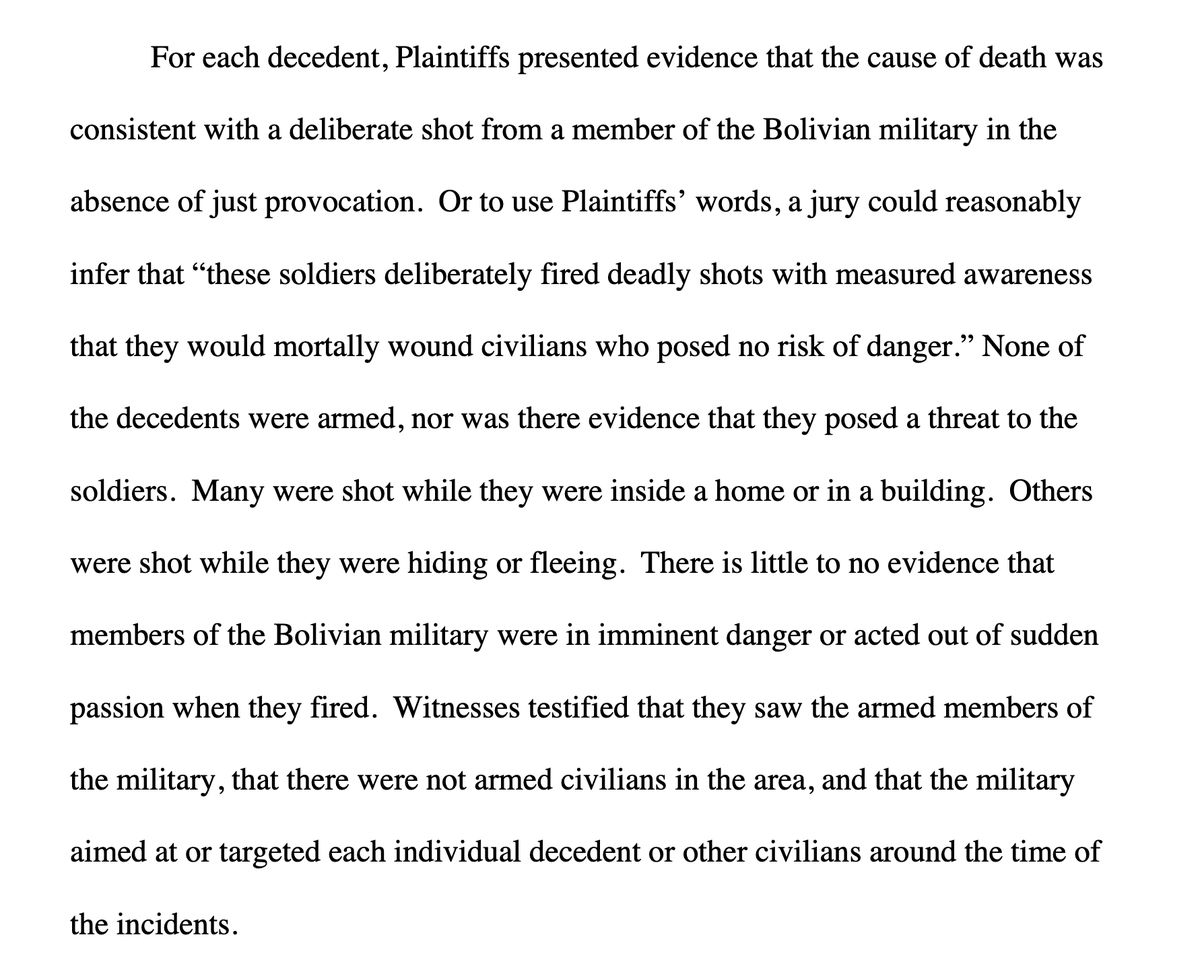 For each decedent, Plaintiffs presented evidence that the cause of death was
consistent with a deliberate shot from a member of the Bolivian military in the
absence of just provocation.  Or to use Plaintiffs’ words, a jury could reasonably
infer that “these soldiers deliberately fired deadly shots with measured awareness
that they would mortally wound civilians who posed no risk of danger.” None of
the decedents were armed, nor was there evidence that they posed a threat to the
soldiers.  Many were shot while they were inside a home or in a building.  Others
were shot while they were hiding or fleeing.  There is little to no evidence that
members of the Bolivian military were in imminent danger or acted out of sudden
passion when they fired.  Witnesses testified that they saw the armed members of
the military, that there were not armed civilians in the area, and that the military
aimed at or targeted each individual decedent or other civilians around the time of
the incidents.